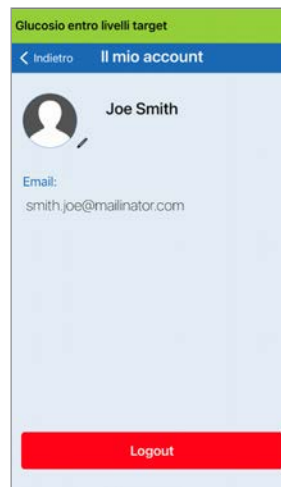 Glucosio entro livelli target
Indietro Il mio account
Joe Smith
Email:
smith.joe@mailinator.com
Logout